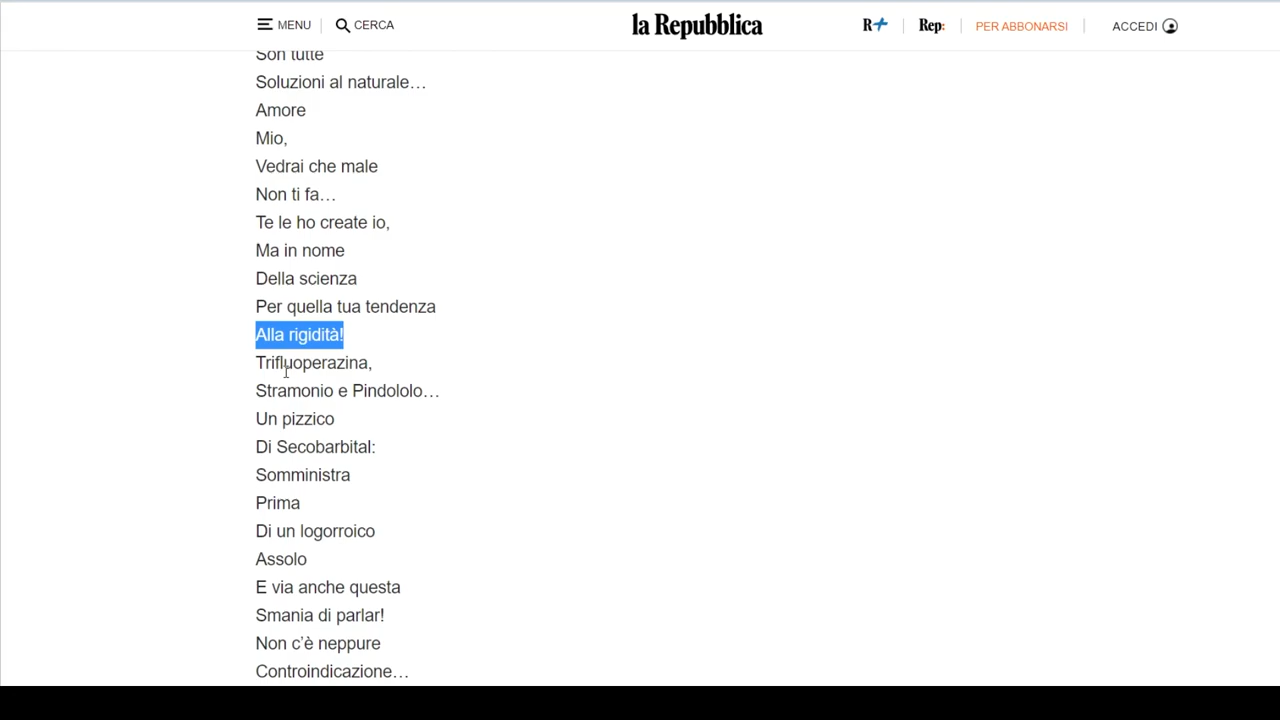 MENU CERCA la Repubblica R+ Rep: PER ABBONARSI ACCEDI
Son tutte
Soluzioni al naturale…
Amore
Mio,
Vedrai che male
Non ti fa…
Te le ho create io,
Ma in nome
Della scienza
Per quella tua tendenza
Alla rigidità!
Trifluoperazina,
Stramonio e Pindololo…
Un pizzico
Di Secobarbital:
Somministra
Prima
Di un logorroico
Assolo
E via anche questa
Smania di parlar!
Non c’è neppure
Controindicazione…